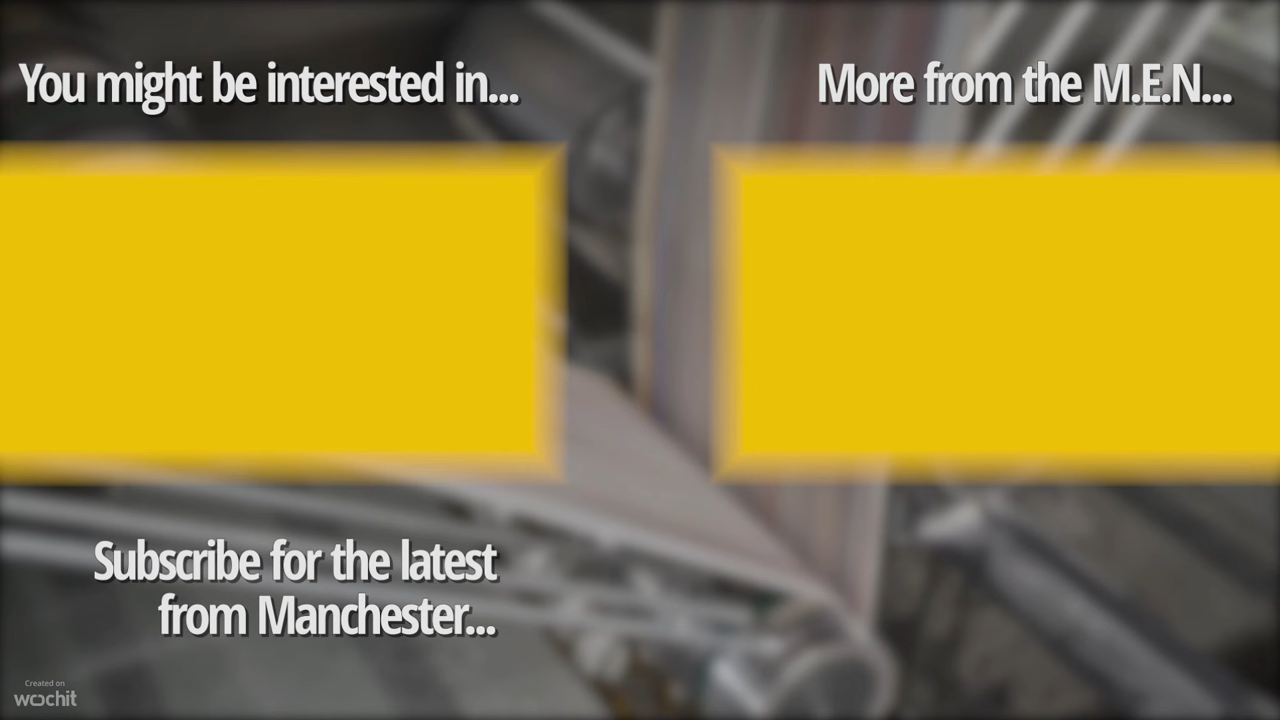 You might be interested in...
More from the M.E.N...
Subscribe for the latest
from Manchester...
Created on
wochit